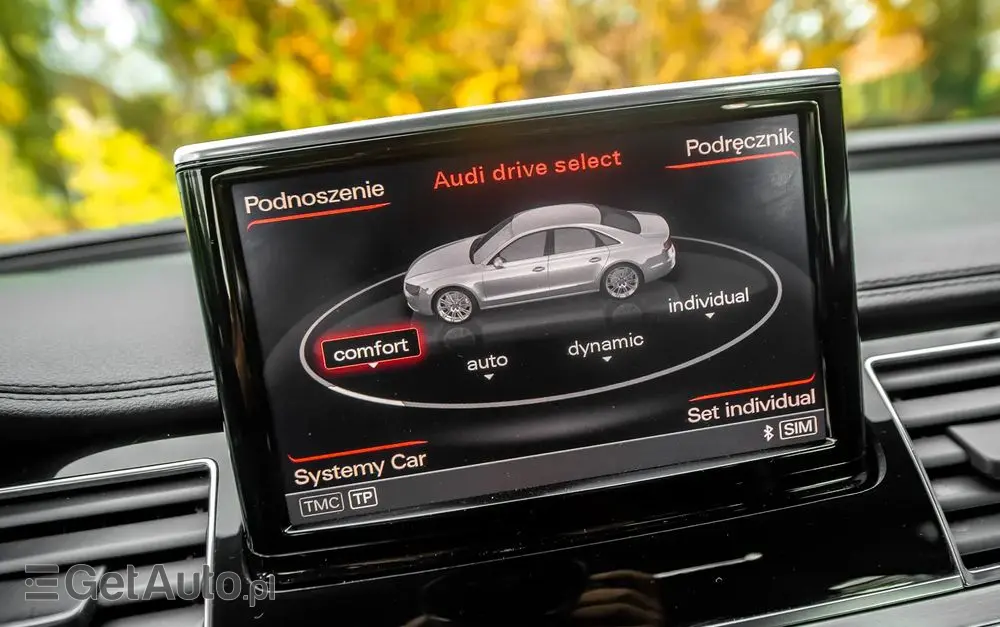 Podnoszenie
Audi drive select
Podręcznik
comfort
auto
dynamic
individual
Systemy Car
Set individual
TMC TP
SIM
GetAuto.pl